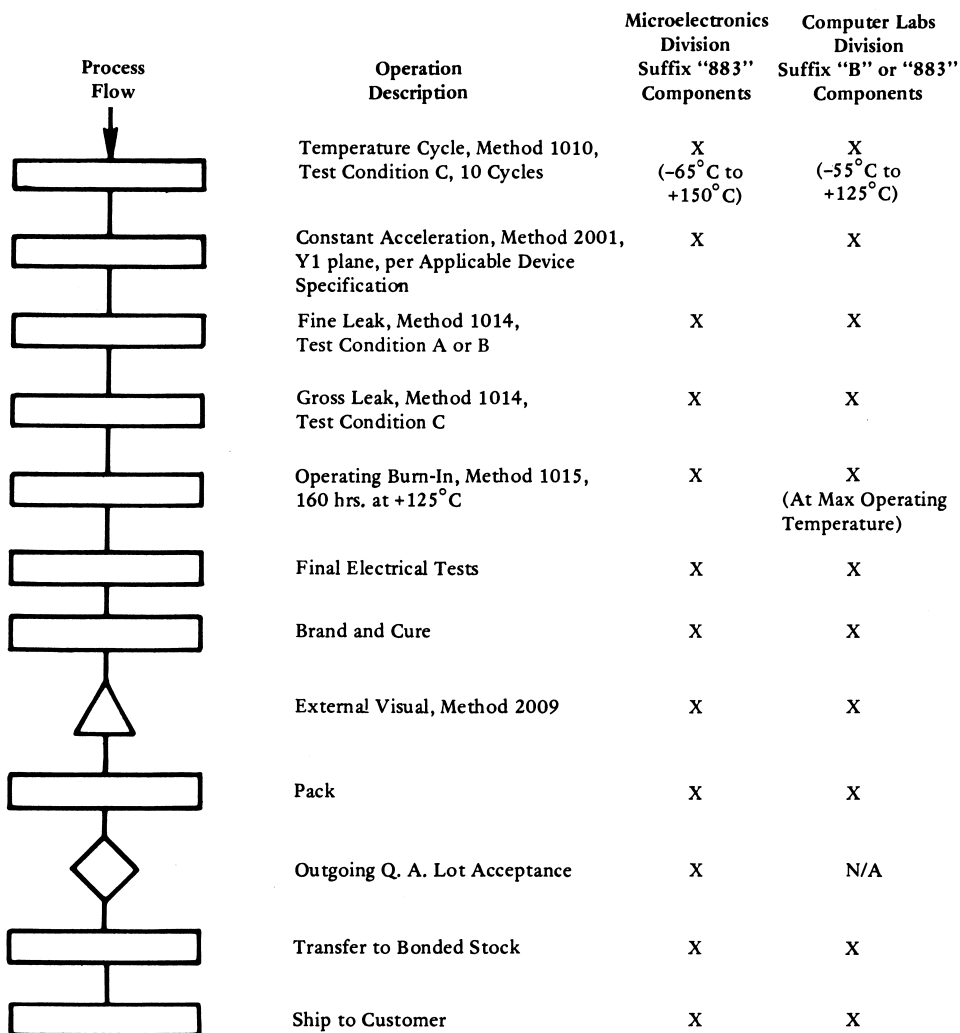 Process
Flow
Operation
Description
Microelectronics
Division
Suffix “883”
Components
Computer Labs
Division
Suffix “B” or “883”
Components
Temperature Cycle, Method 1010,
Test Condition C, 10 Cycles
X
(–65°C to
+150°C)
X
(–55°C to
+125°C)
Constant Acceleration, Method 2001,
Y1 plane, per Applicable Device
Specification
X
X
Fine Leak, Method 1014,
Test Condition A or B
X
X
Gross Leak, Method 1014,
Test Condition C
X
X
Operating Burn-In, Method 1015,
160 hrs. at +125°C
X
X
(At Max Operating
Temperature)
Final Electrical Tests
X
X
Brand and Cure
X
X
External Visual, Method 2009
X
X
Pack
X
X
Outgoing Q. A. Lot Acceptance
X
N/A
Transfer to Bonded Stock
X
X
Ship to Customer
X
X